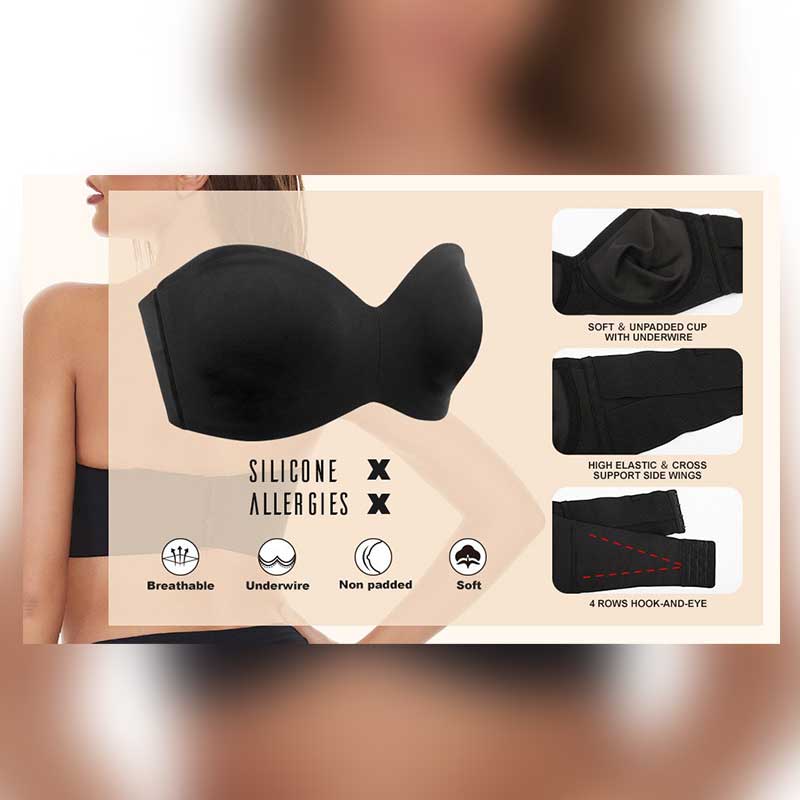 SILICONE X
ALLERGIES X
Breathable
Underwire
Non padded
Soft
SOFT & UNPADDED CUP
WITH UNDERWIRE
HIGH ELASTIC & CROSS
SUPPORT SIDE WINGS
4 ROWS HOOK-AND-EYE